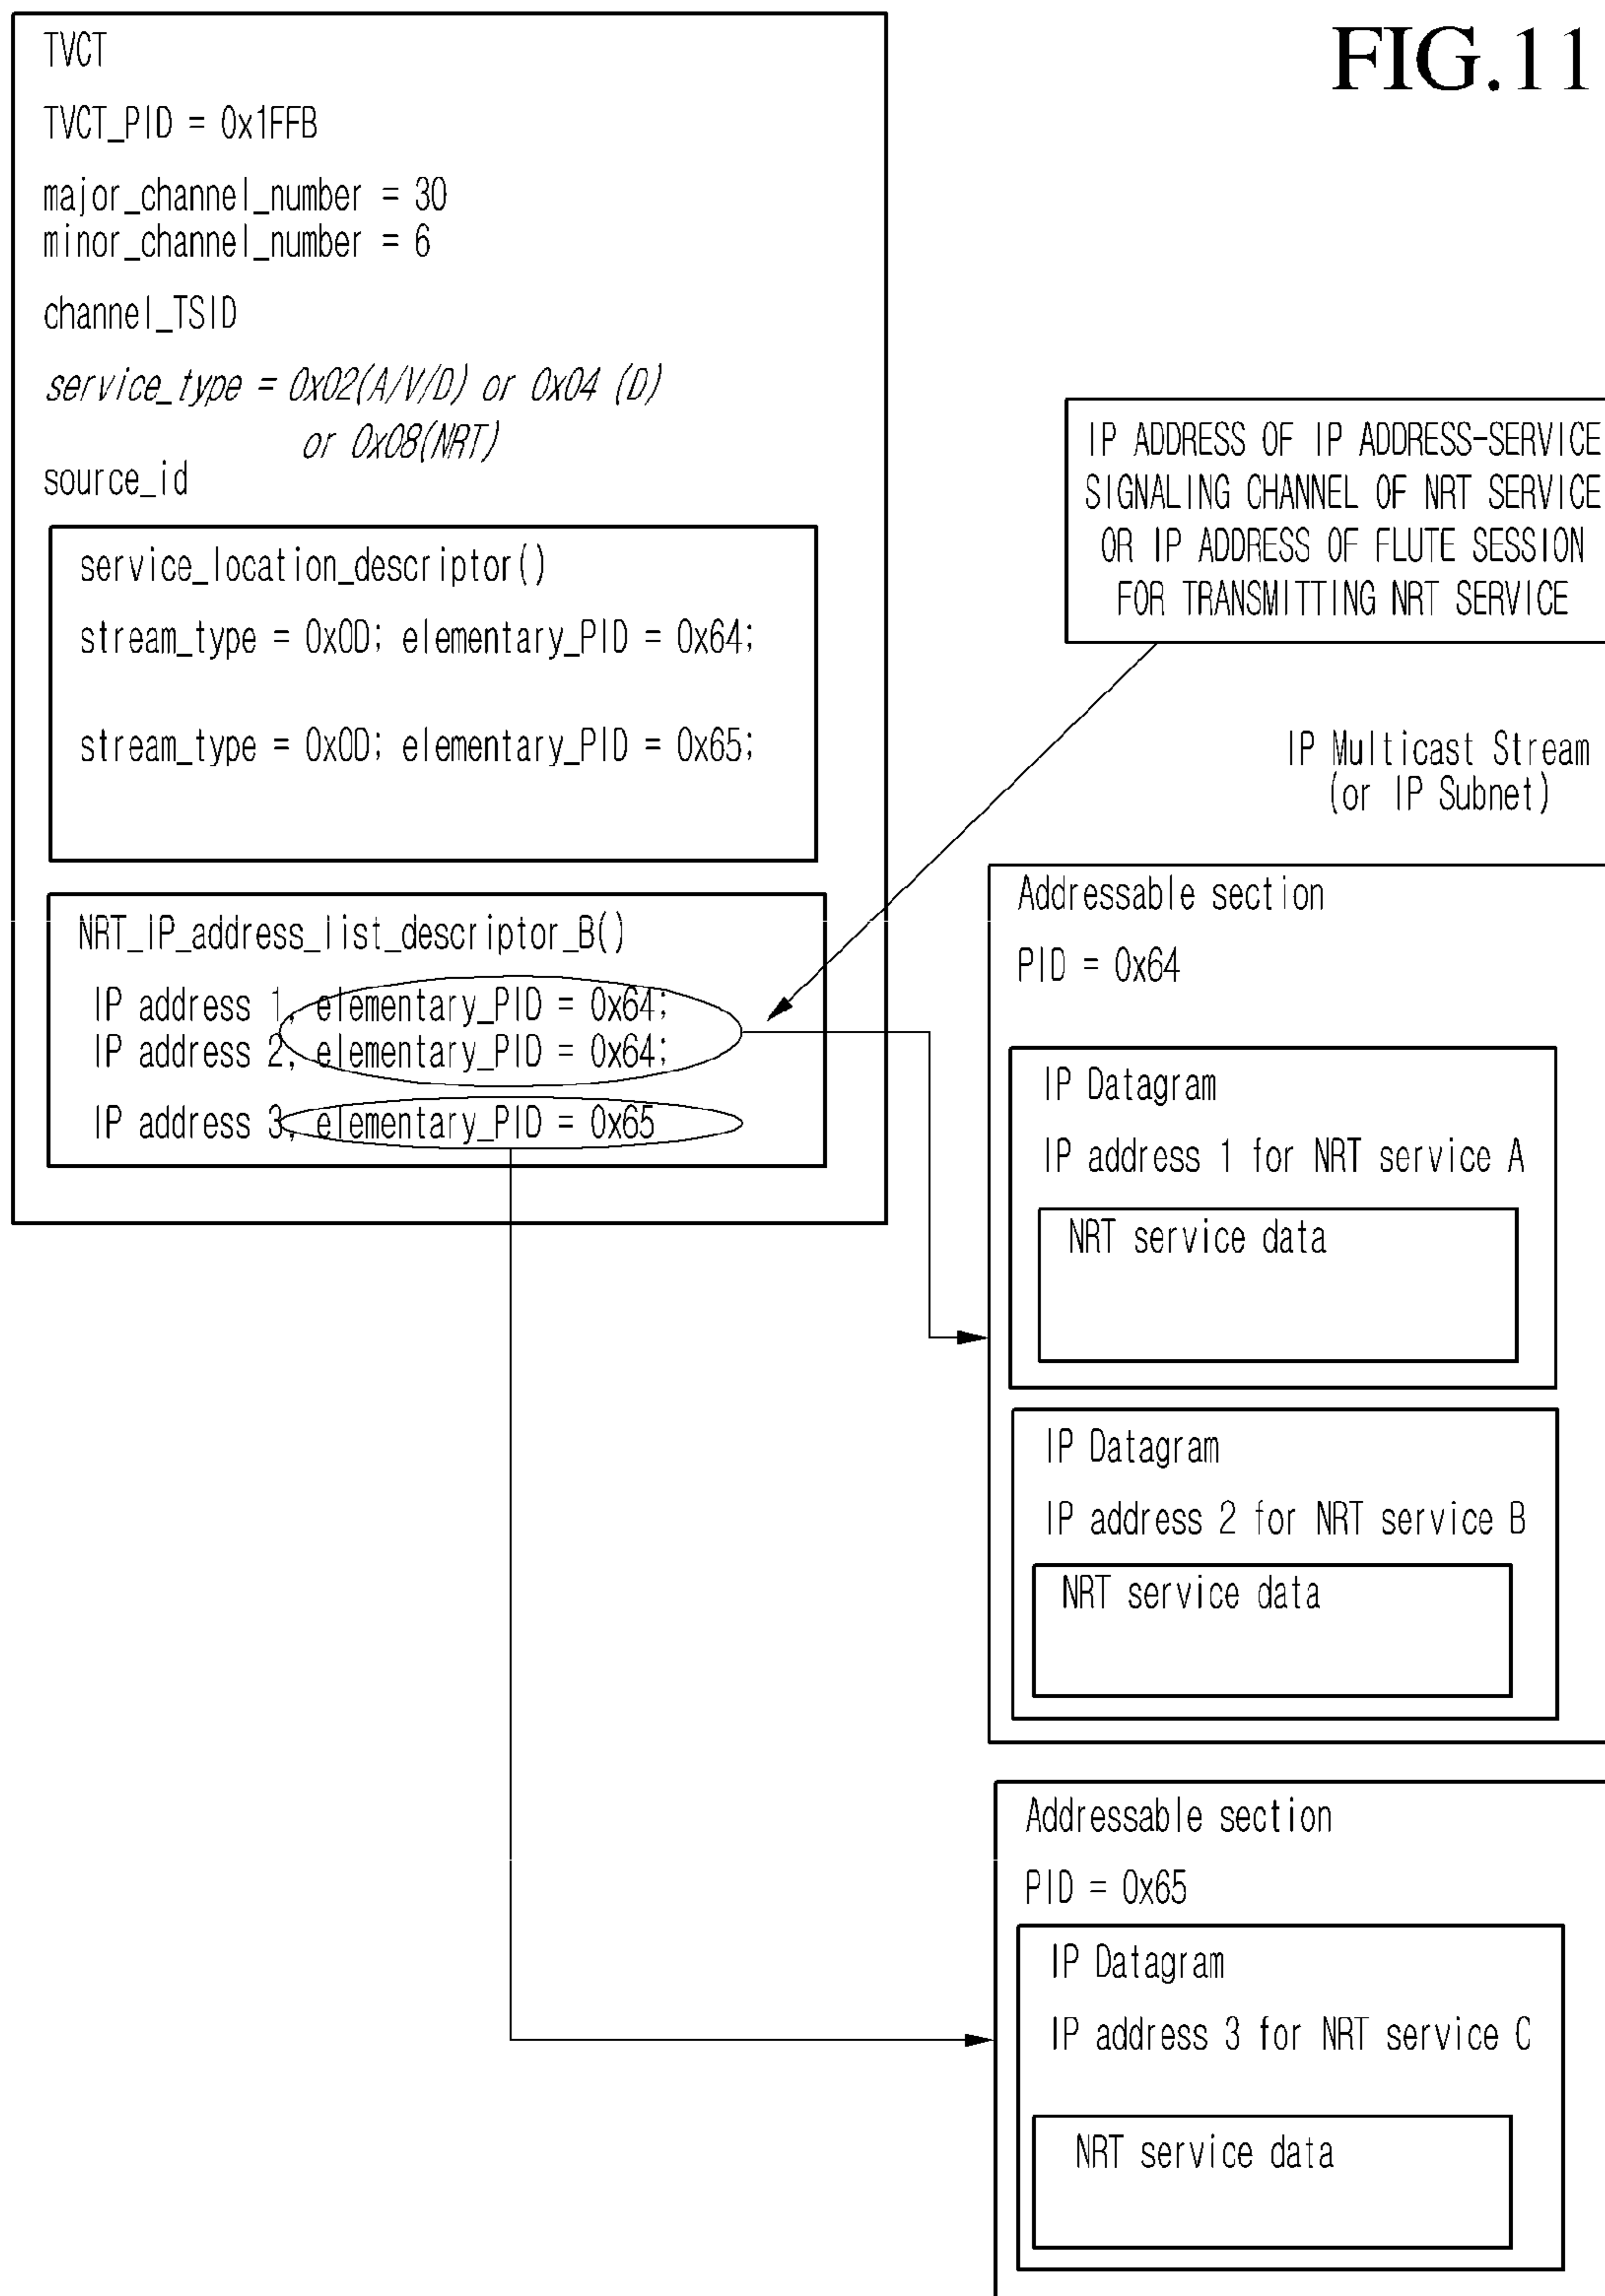 FIG.11
TVCT
TVCT_PID = 0x1FFB
major_channel_number = 30
minor_channel_number = 6
channel_TSID
service_type = 0x02(A/V/D) or 0x04 (D)
or 0x08(NRT)
source_id
service_location_descriptor()
stream_type = 0x0D; elementary_PID = 0x64;
stream_type = 0x0D; elementary_PID = 0x65;
NRT_IP_address_list_descriptor_B()
IP address 1, elementary_PID = 0x64;
IP address 2, elementary_PID = 0x64;
IP address 3, elementary_PID = 0x65
IP ADDRESS OF IP ADDRESS-SERVICE
SIGNALING CHANNEL OF NRT SERVICE
OR IP ADDRESS OF FLUTE SESSION
FOR TRANSMITTING NRT SERVICE
IP Multicast Stream
(or IP Subnet)
Addressable section
PID = 0x64
IP Datagram
IP address 1 for NRT service A
NRT service data
IP Datagram
IP address 2 for NRT service B
NRT service data
Addressable section
PID = 0x65
IP Datagram
IP address 3 for NRT service C
NRT service data